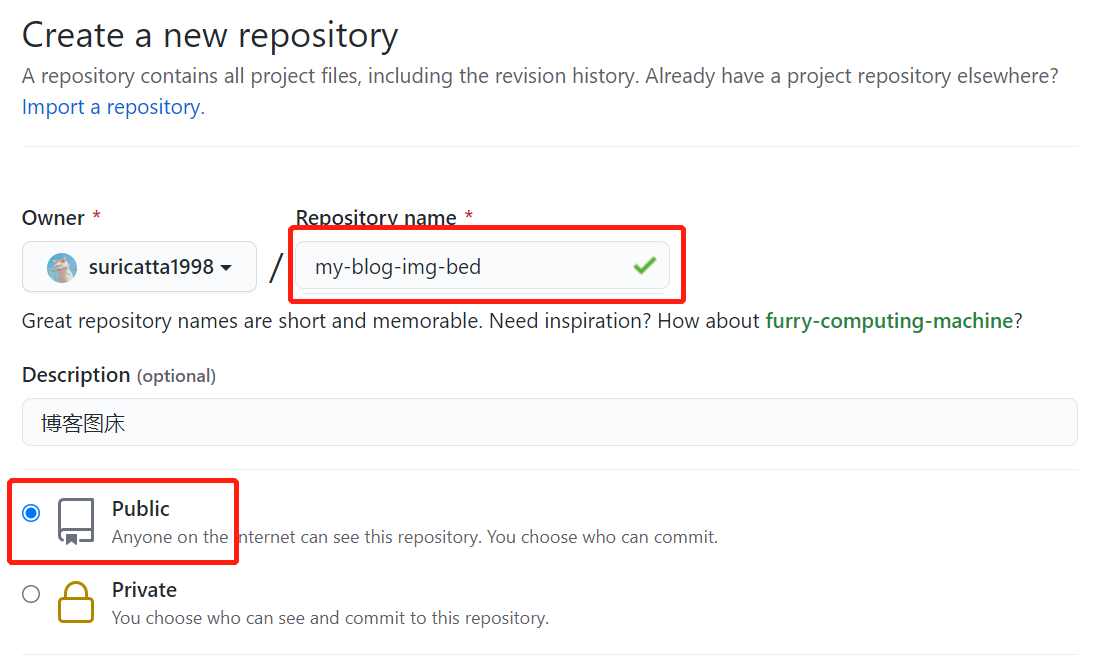 Create a new repository
A repository contains all project files, including the revision history. Already have a project repository elsewhere?
Import a repository.
Owner * Repository name *
suricatta1998 / my-blog-img-bed
Great repository names are short and memorable. Need inspiration? How about furry-computing-machine?
Description (optional)
博客图床
Public
Anyone on the internet can see this repository. You choose who can commit.
Private
You choose who can see and commit to this repository.